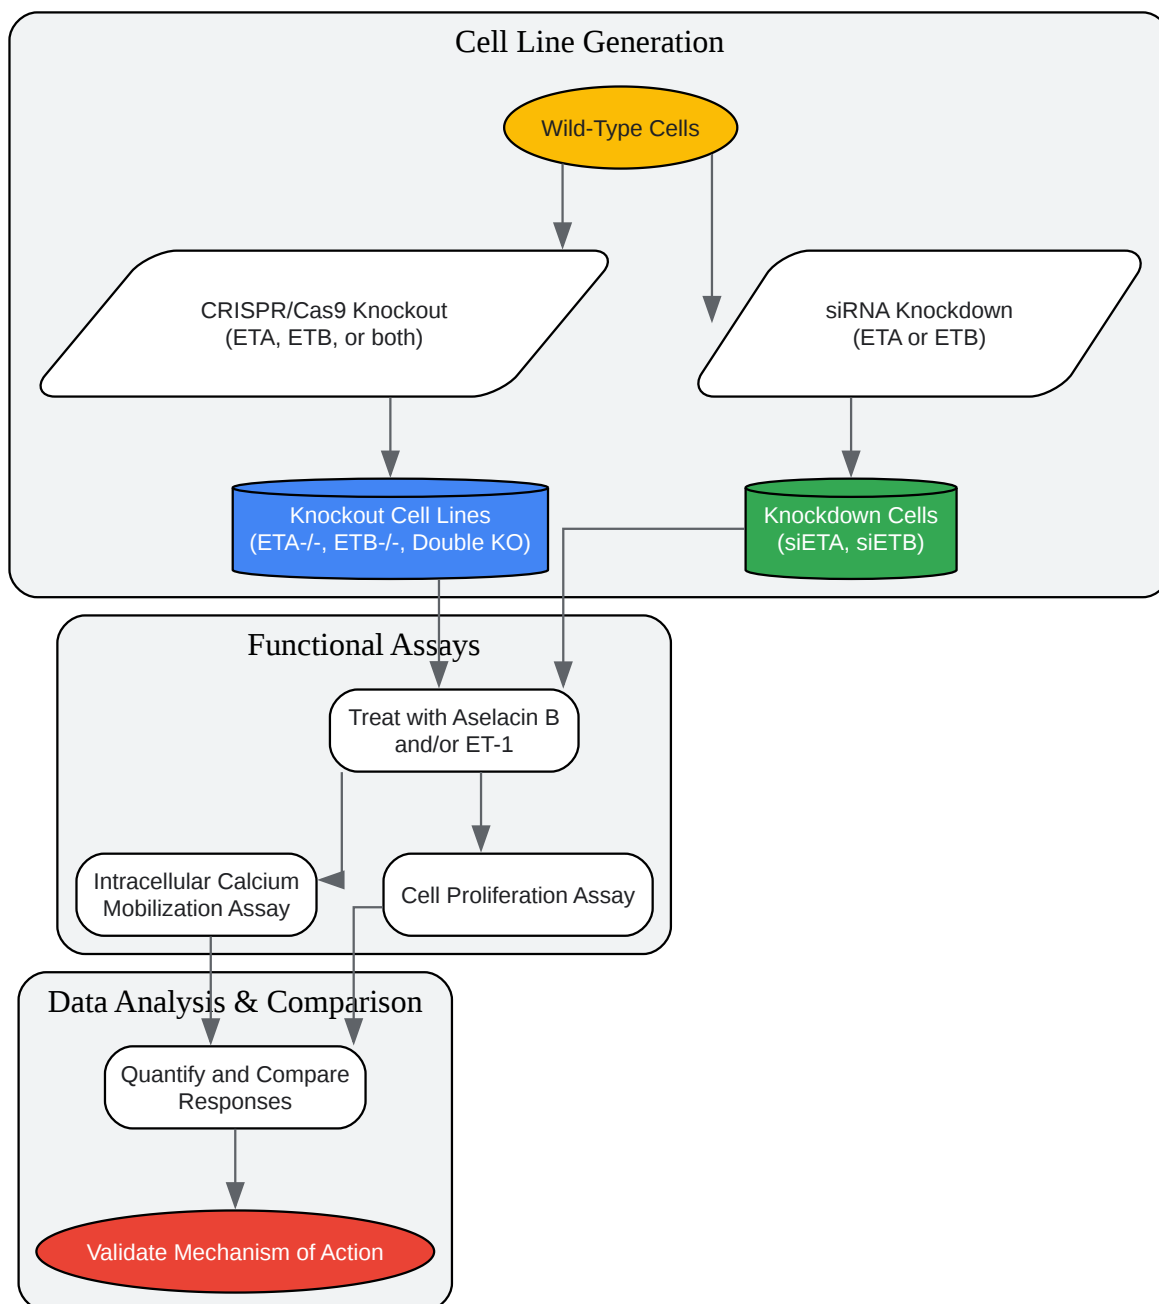 Cell Line Generation
Wild-Type Cells
CRISPR/Cas9 Knockout
(ETA, ETB, or both)
siRNA Knockdown
(ETA or ETB)
Knockout Cell Lines
(ETA-/-, ETB-/-, Double KO)
Knockdown Cells
(siETA, siETB)
Functional Assays
Treat with Aselacin B
and/or ET-1
Intracellular Calcium
Mobilization Assay
Cell Proliferation Assay
Data Analysis & Comparison
Quantify and Compare
Responses
Validate Mechanism of Action